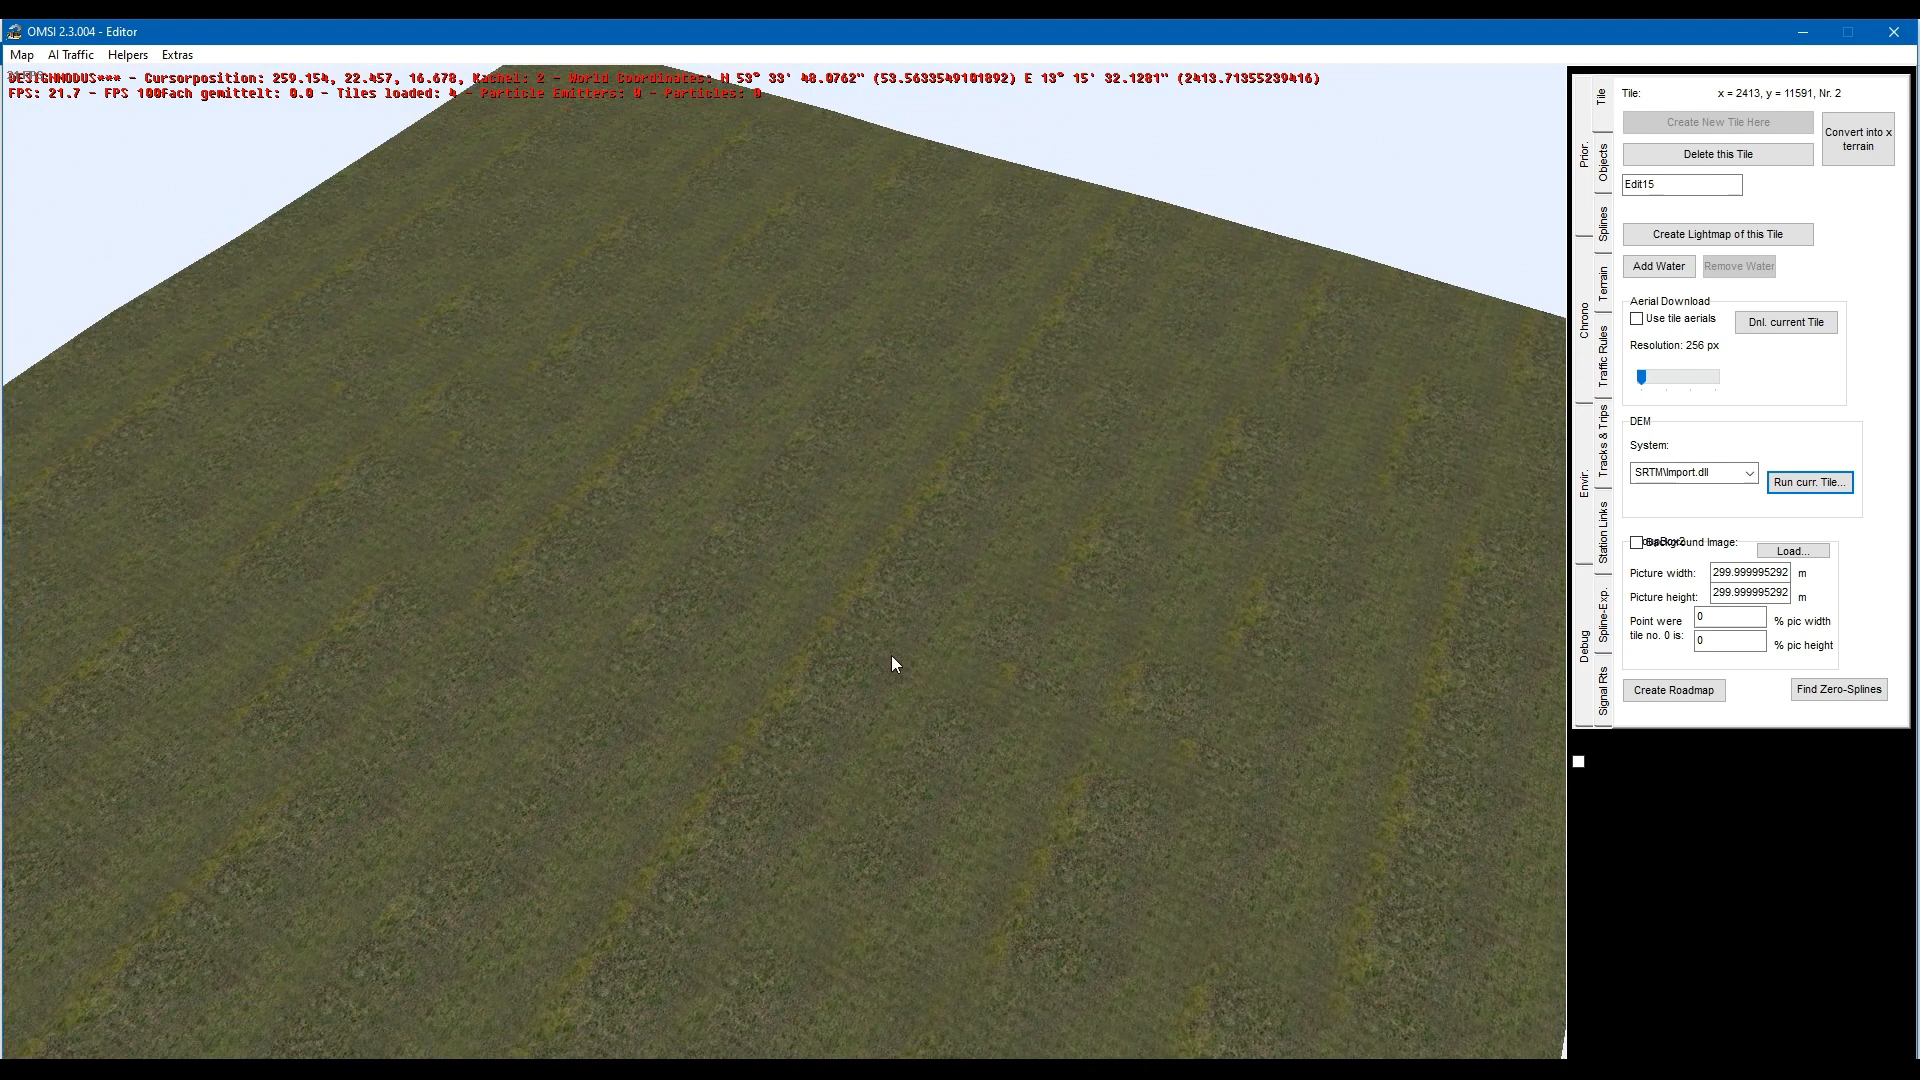 OMSI 2.3.004 - Editor
Map AI Traffic Helpers Extras
DESIGNMODUS*** - Cursorposition: 259.154, 22.457, 16.678, Kachel: 2 - World Coordinates: N 53° 33' 48.0762" (53.5633549101892) E 13° 15' 32.1281" (2413.71355239416)
FPS: 21.7 - FPS 100fach gemittelt: 0.0 - Tiles loaded: 4 - Particle Emitters: 0 - Particles: 0
Prior.
Chrono
Envir.
Debug
Tile
Objects
Splines
Terrain
Traffic Rules
Tracks & Trips
Station Links
Spline-Exp.
Signal Rts
Tile: x = 2413, y = 11591, Nr. 2
Create New Tile Here
Convert into x terrain
Delete this Tile
Edit15
Create Lightmap of this Tile
Add Water Remove Water
Aerial Download
Use tile aerials Dnl. current Tile
Resolution: 256 px
DEM
System:
SRTM\Import.dll Run curr. Tile...
Background Image: Load...
Picture width: 299.999995292 m
Picture height: 299.999995292 m
Point were tile no. 0 is: 0 % pic width
0 % pic height
Create Roadmap Find Zero-Splines